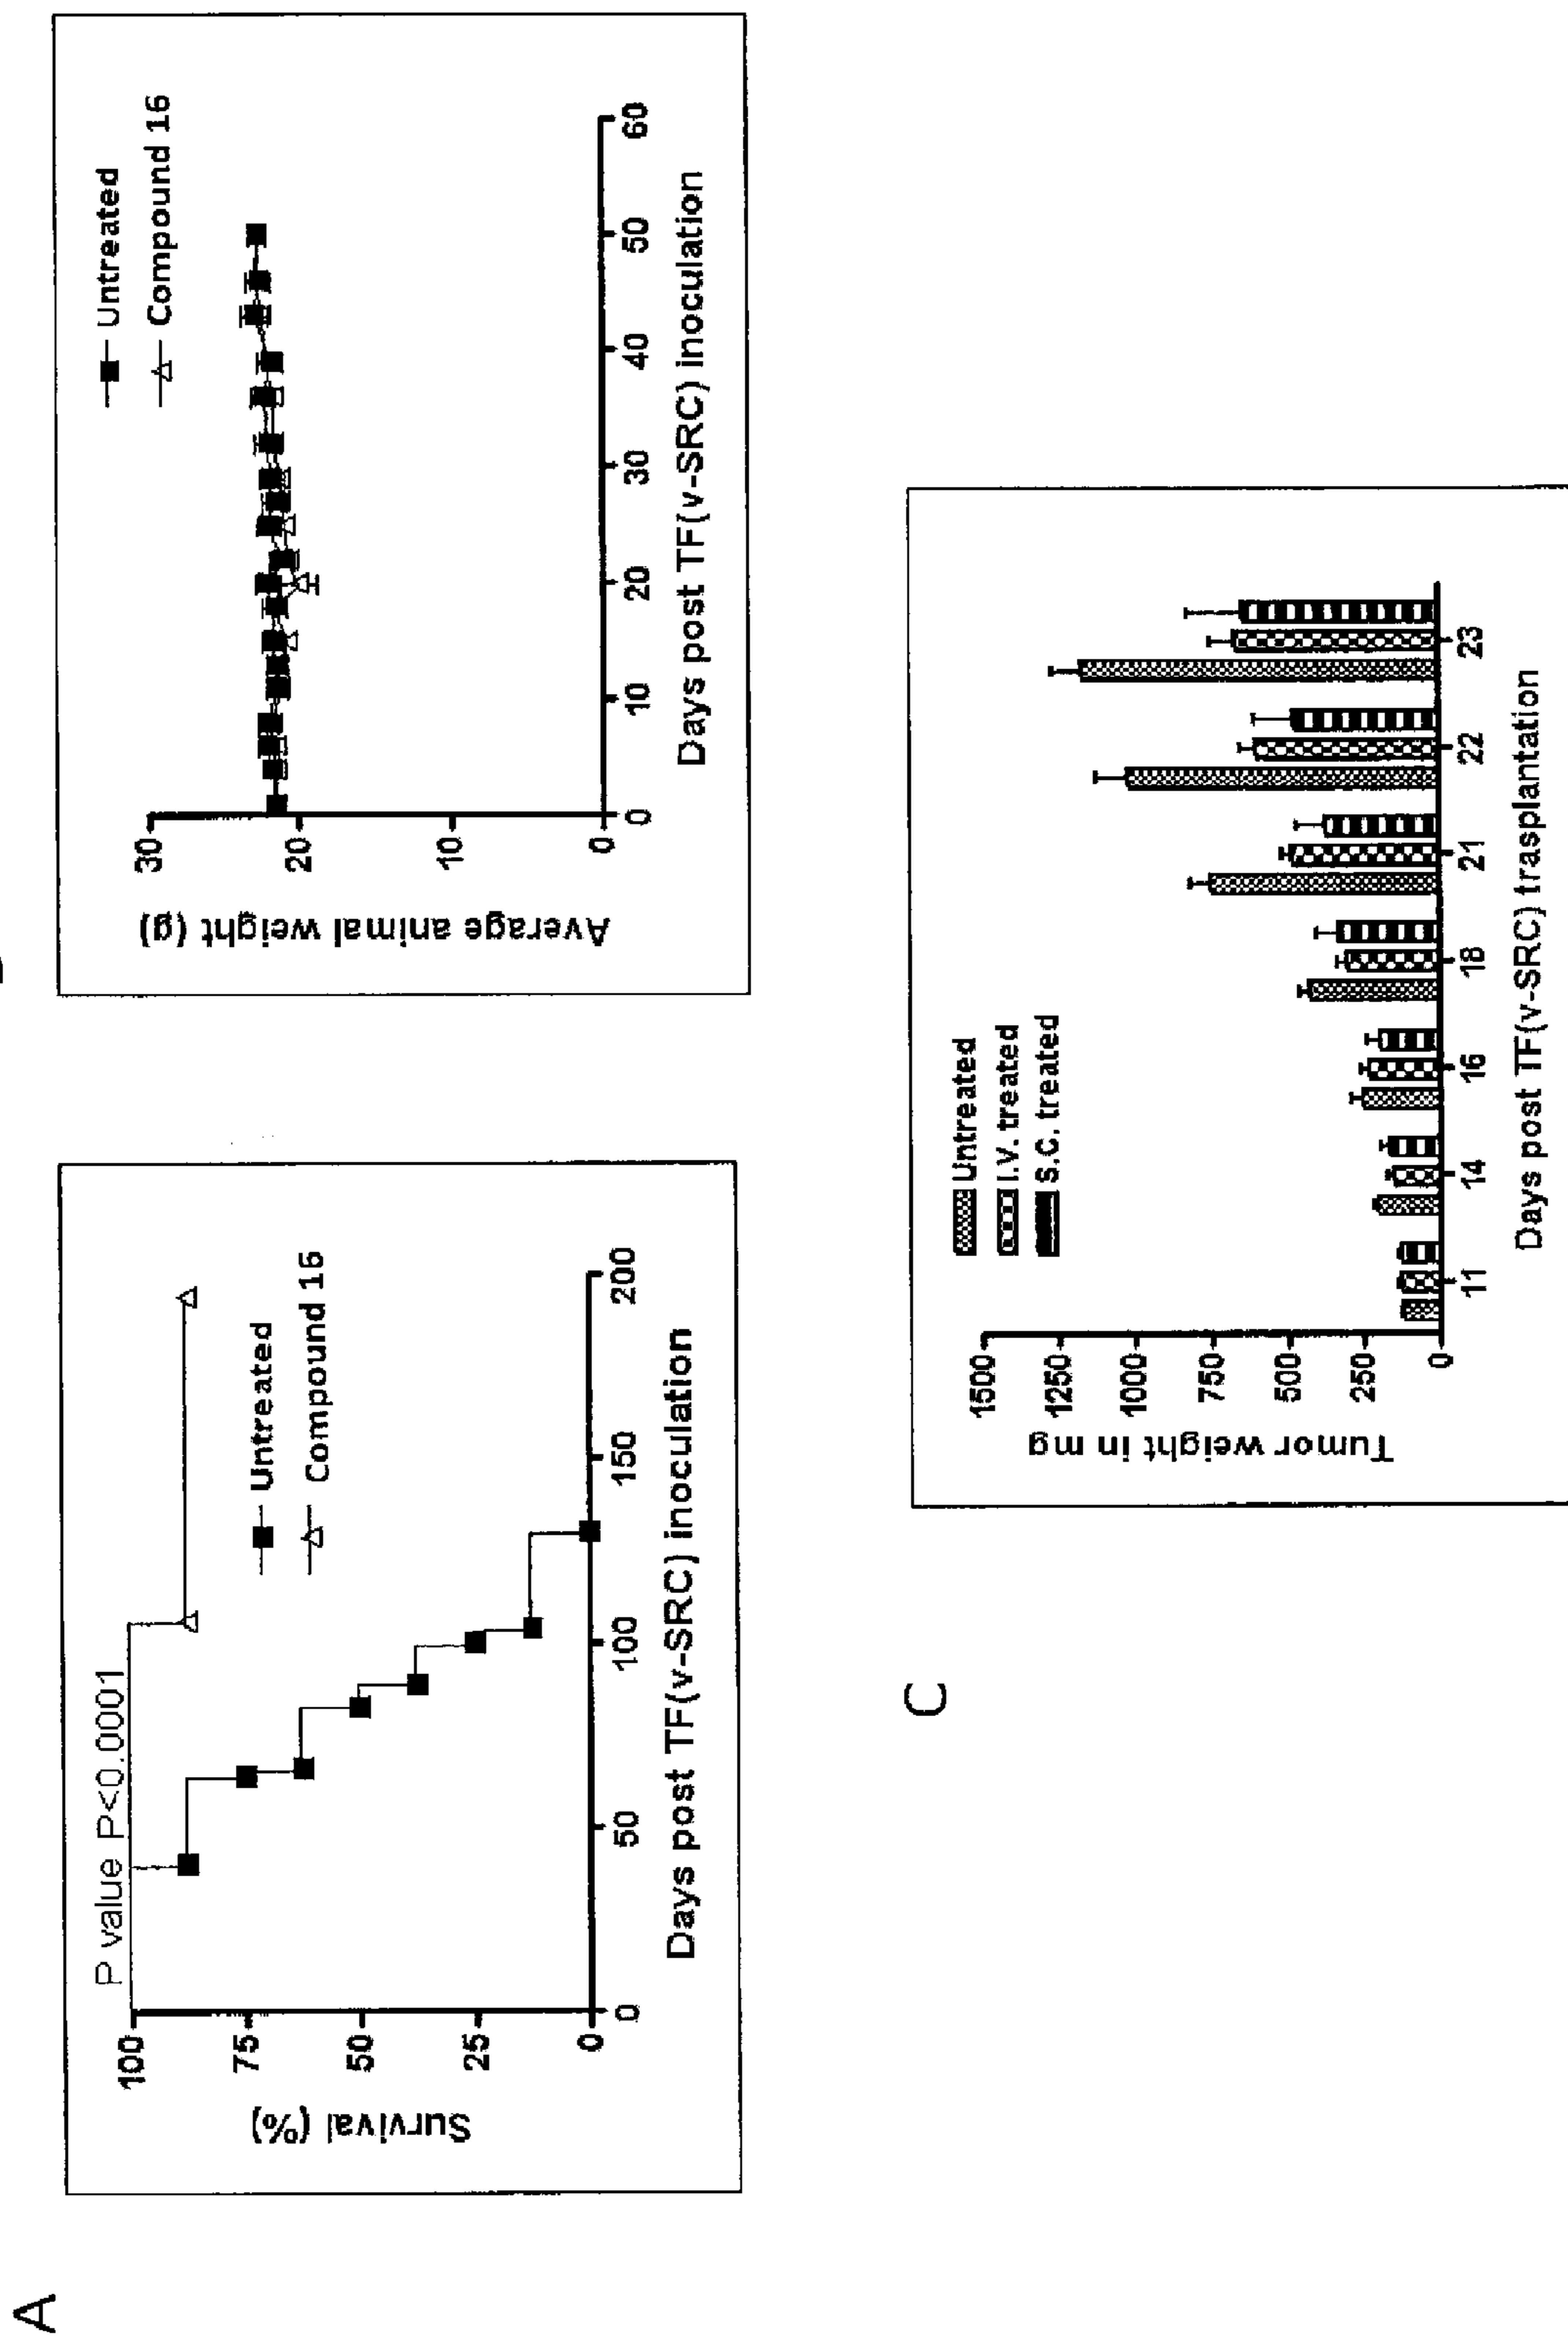 A
P value P<0.0001
Untreated
Compound 16
100
75
50
25
0
Survival (%)
0 50 100 150 200
Days post TF(v-SRC) inoculation
Untreated
Compound 16
30
20
10
0
Average animal weight (g)
0 10 20 30 40 50 60
Days post TF(v-SRC) inoculation
C
Untreated
I.V. treated
S.C. treated
1500
1250
1000
750
500
250
0
Tumor weight in mg
11 14 16 18 21 22 23
Days post TF(v-SRC) trasplantation